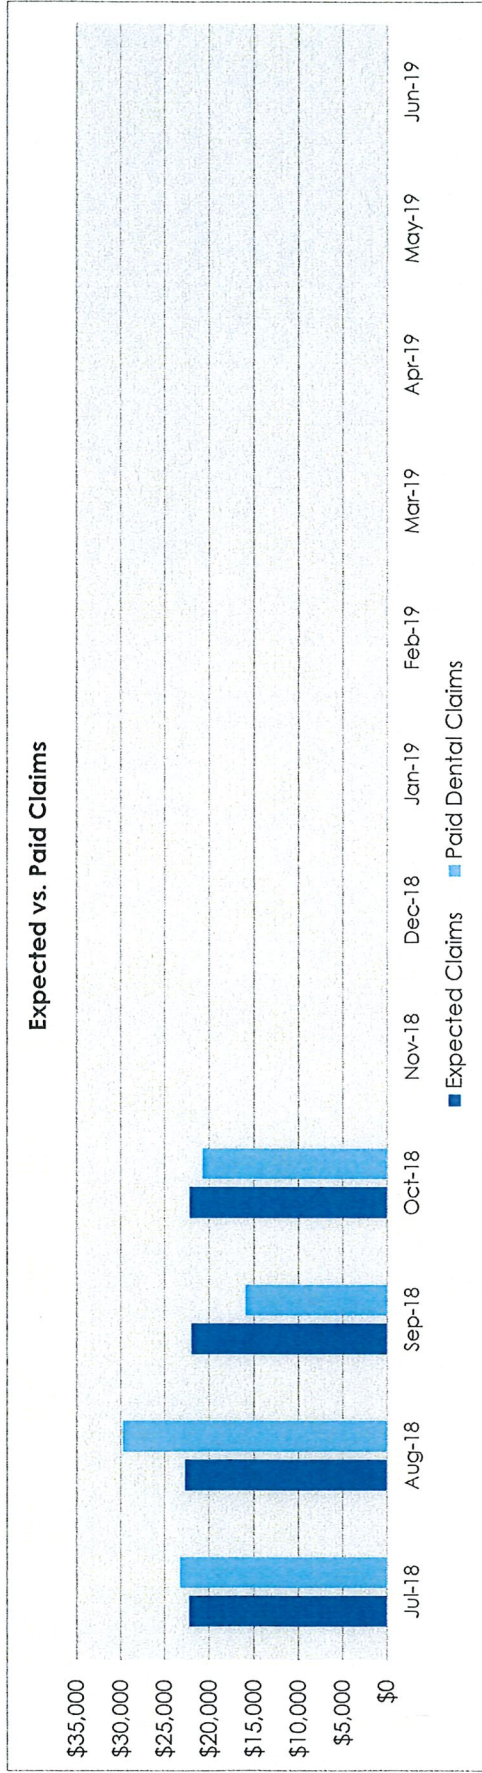 Expected vs. Paid Claims
$35,000
$30,000
$25,000
$20,000
$15,000
$10,000
$5,000
$0
Jul-18 Aug-18 Sep-18 Oct-18 Nov-18 Dec-18 Jan-19 Feb-19 Mar-19 Apr-19 May-19 Jun-19
Expected Claims Paid Dental Claims